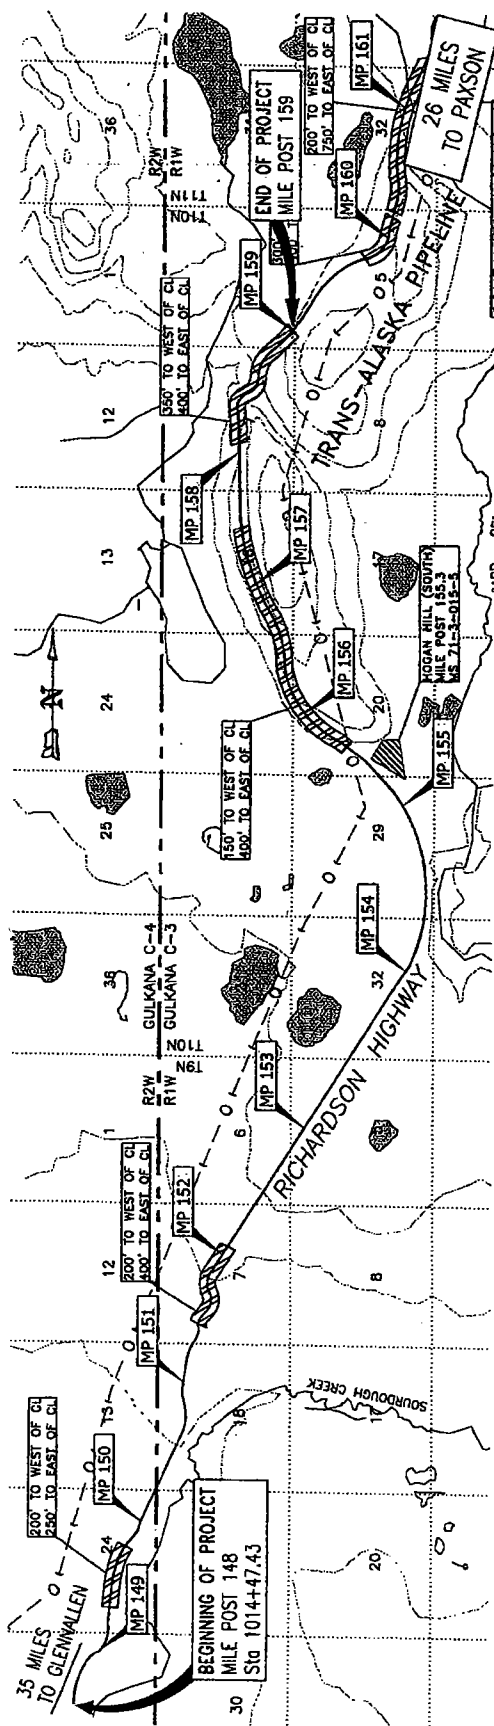 35 MILES
TO GLENNALLEN
BEGINNING OF PROJECT
MILE POST 148
Sta 1014+47.43
30
MP 149
24
200' TO WEST OF CL
250' TO EAST OF CL
MP 150
13
18
17
20
SOURDOUGH CREEK
MP 151
12
7
8
200' TO WEST OF CL
400' TO EAST OF CL
MP 152
1
6
R2W
R1W
T10N
T9N
MP 153
RICHARDSON HIGHWAY
GULKANA C-4
GULKANA C-3
36
32
MP 154
25
29
MP 155
N
24
20
150' TO WEST OF CL
400' TO EAST OF CL
MP 156
HOGAN HILL (SOUTH)
MILE POST 155.3
MS 71-3-015-5
13
17
MP 157
MP 158
12
8
TRANS-ALASKA PIPELINE
350' TO WEST OF CL
400' TO EAST OF CL
MP 159
1
5
END OF PROJECT
MILE POST 159
R2W
R1W
T11N
T10N
36
32
MP 160
200' TO WEST OF CL
750' TO EAST OF CL
MP 161
26 MILES
TO PAXSON